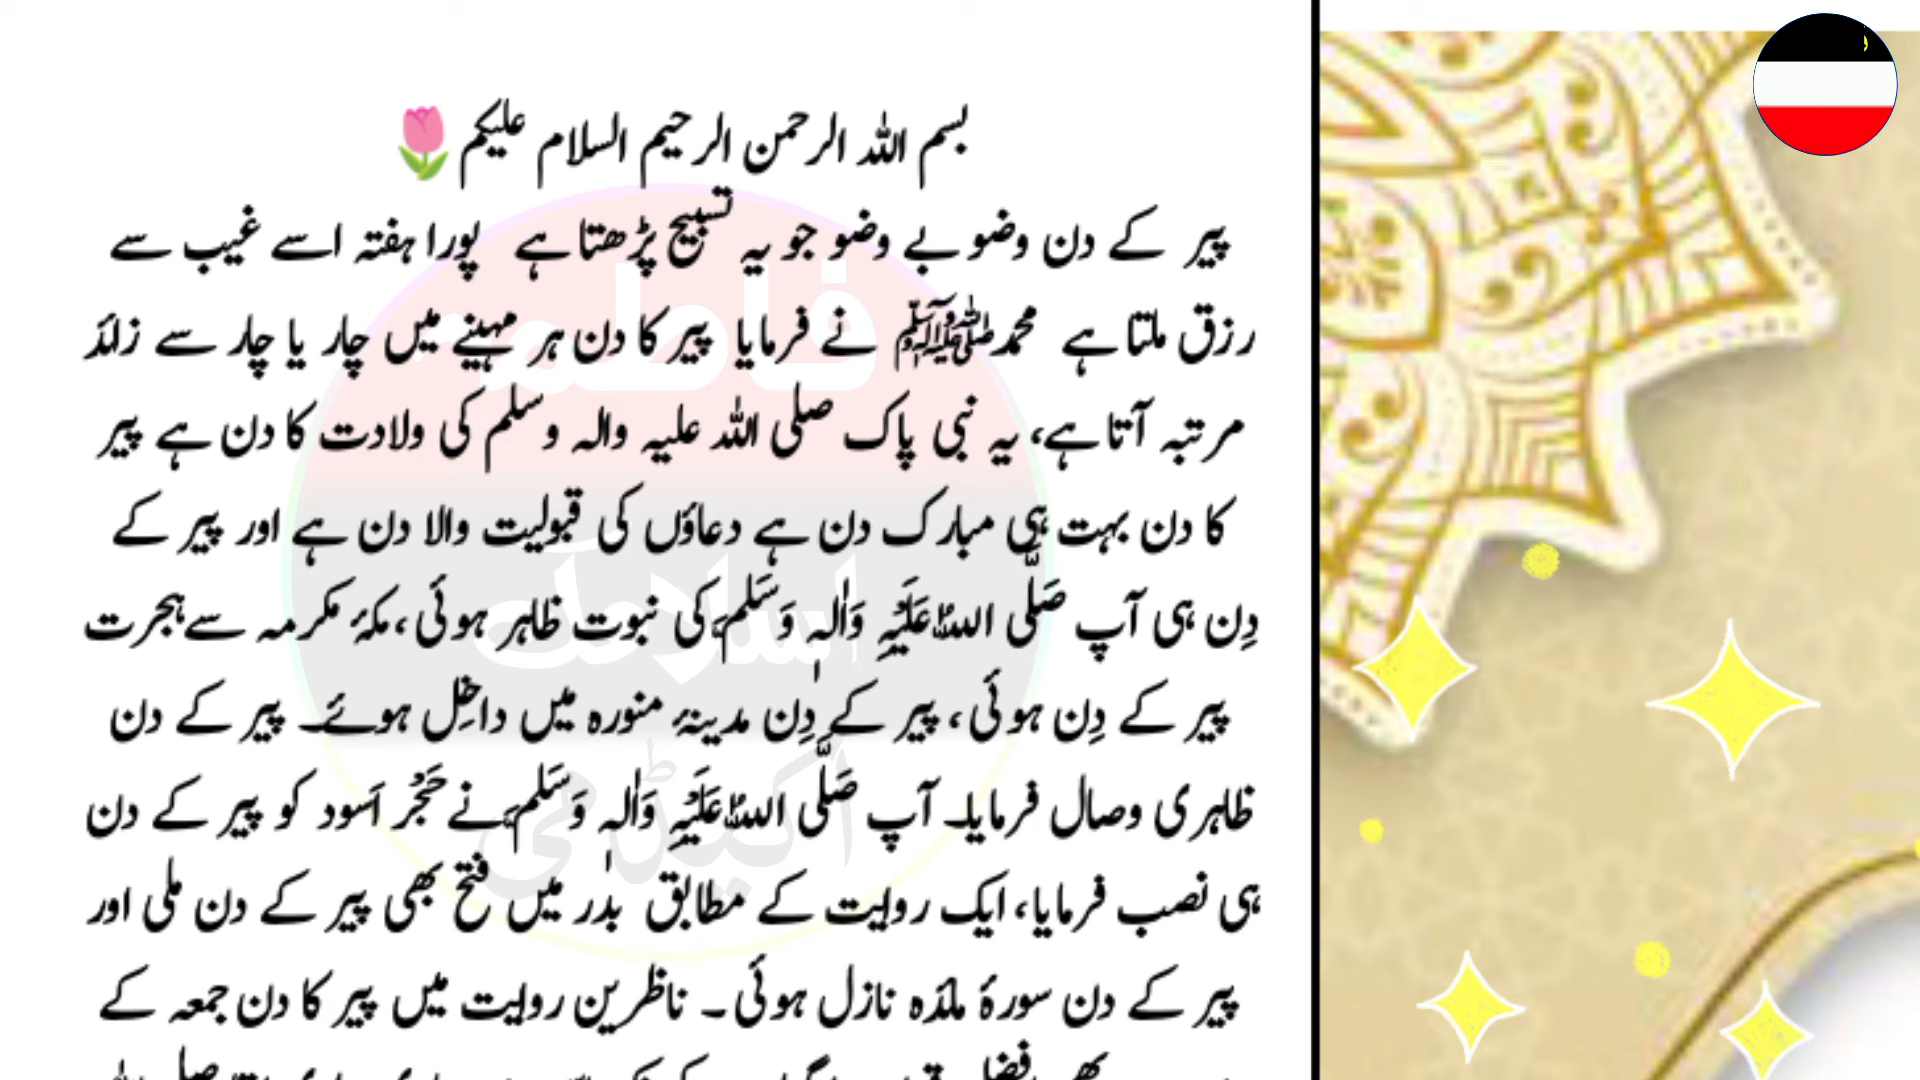 بسم اللہ الرحمن الرحیم السلام علیکم🌷
پیر کے دن وضو بے وضو جو یہ تسبیح پڑھتا ہے پورا ہفتہ اسے غیب سے
رزق ملتا ہے محمدﷺ نے فرمایا پیر کا دن ہر مہینے میں چار یا چار سے زائد
مرتبہ آتا ہے، یہ نبی پاک صلی اللہ علیہ والہ وسلم کی ولادت کا دن ہے پیر
کا دن بہت ہی مبارک دن ہے دعاؤں کی قبولیت والا دن ہے اور پیر کے
دِن ہی آپ صَلَّی اللہُ عَلَیْہِ وَاٰلِہٖ وَسَلَّم کی نبوت ظاہر ہوئی، مکۂ مکرمہ سے ہجرت
پیر کے دِن ہوئی، پیر کے دِن مدینۂ منورہ میں داخِل ہوئے۔ پیر کے دن
ظاہری وصال فرمایا۔ آپ صَلَّی اللہُ عَلَیْہِ وَاٰلِہٖ وَسَلَّم نے حَجْر اَسود کو پیر کے دن
ہی نصب فرمایا، ایک روایت کے مطابق بدر میں فتح بھی پیر کے دن ملی اور
پیر کے دن سورۂ مائدہ نازل ہوئی۔ ناظرین روایت میں پیر کا دن جمعہ کے
فاطمہ
اسلامک
اکیڈمی